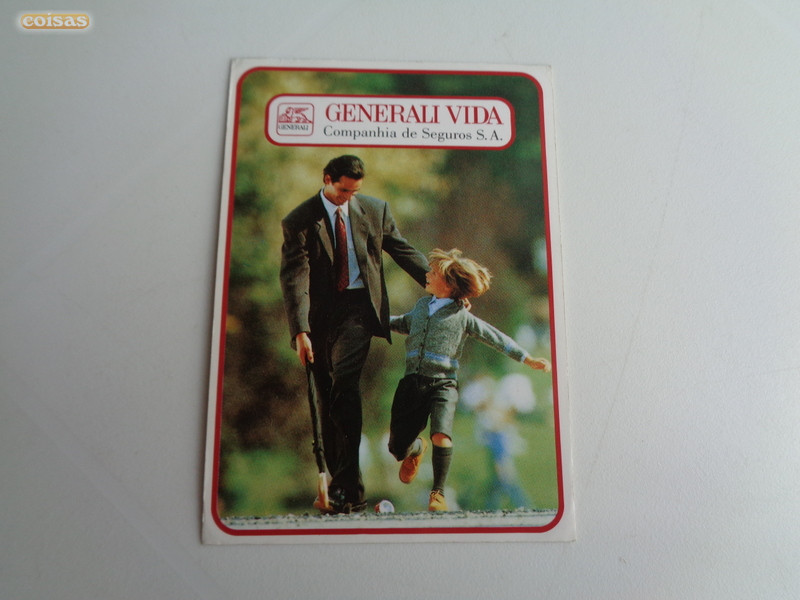 coisas
GENERALI VIDA
GENERALI
Companhia de Seguros S.A.